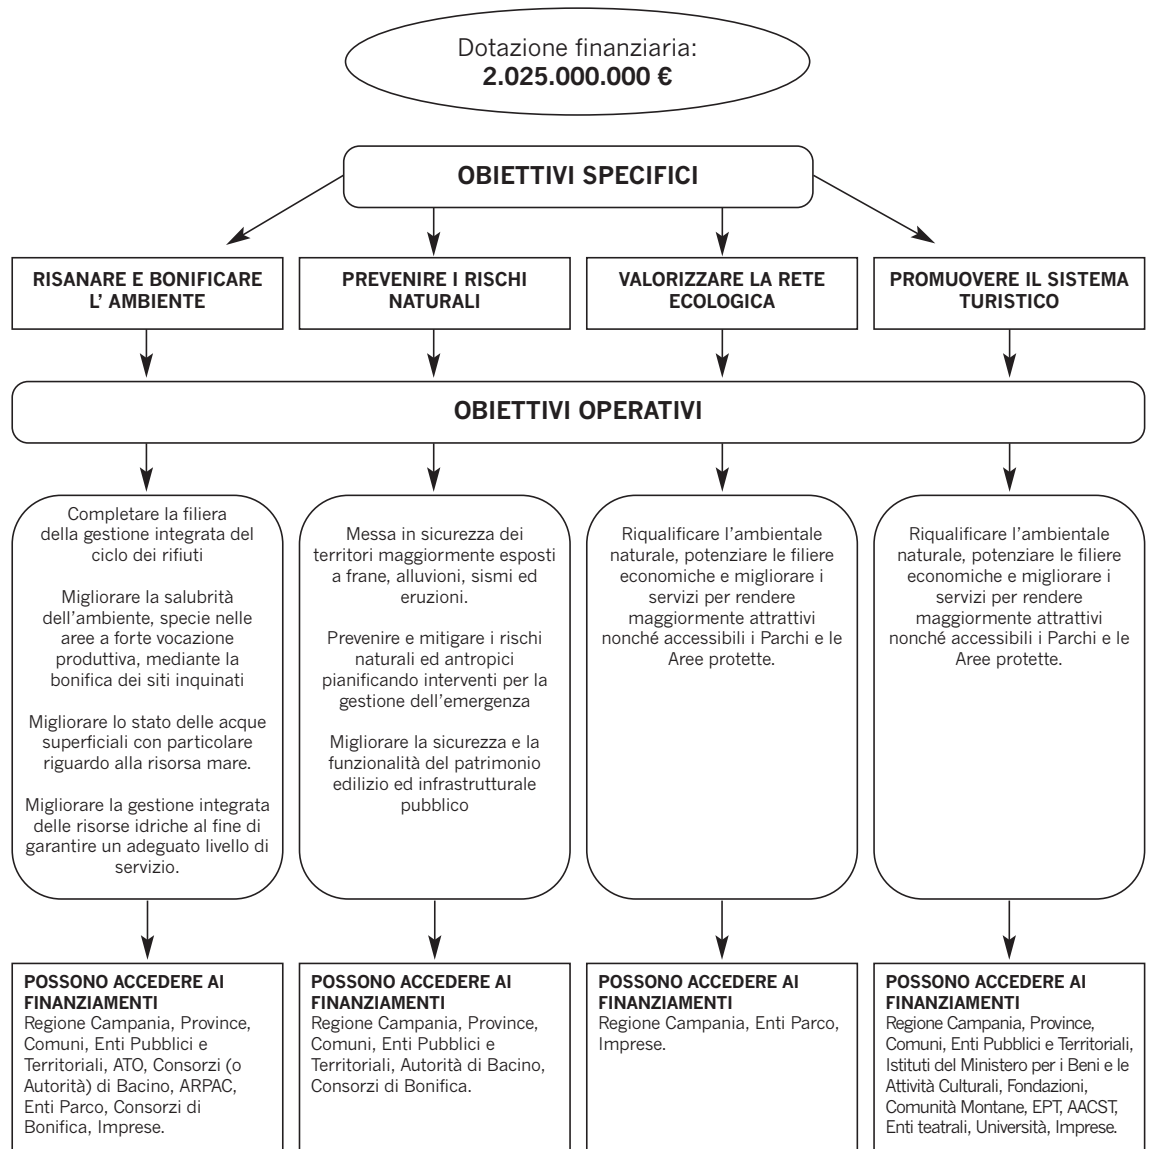 Dotazione finanziaria:
2.025.000.000 €
OBIETTIVI SPECIFICI
RISANARE E BONIFICARE
L' AMBIENTE
PREVENIRE I RISCHI
NATURALI
VALORIZZARE LA RETE
ECOLOGICA
PROMUOVERE IL SISTEMA
TURISTICO
OBIETTIVI OPERATIVI
Completare la filiera
della gestione integrata del
ciclo dei rifiuti
Migliorare la salubrità
dell'ambiente, specie nelle
aree a forte vocazione
produttiva, mediante la
bonifica dei siti inquinati
Migliorare lo stato delle acque
superficiali con particolare
riguardo alla risorsa mare.
Migliorare la gestione integrata
delle risorse idriche al fine di
garantire un adeguato livello di
servizio.
Messa in sicurezza dei
territori maggiormente esposti
a frane, alluvioni, sismi ed
eruzioni.
Prevenire e mitigare i rischi
naturali ed antropici
pianificando interventi per la
gestione dell'emergenza
Migliorare la sicurezza e la
funzionalità del patrimonio
edilizio ed infrastrutturale
pubblico
Riqualificare l'ambientale
naturale, potenziare le filiere
economiche e migliorare i
servizi per rendere
maggiormente attrattivi
nonché accessibili i Parchi e le
Aree protette.
Riqualificare l'ambientale
naturale, potenziare le filiere
economiche e migliorare i
servizi per rendere
maggiormente attrattivi
nonché accessibili i Parchi e le
Aree protette.
POSSONO ACCEDERE AI
FINANZIAMENTI
Regione Campania, Province,
Comuni, Enti Pubblici e
Territoriali, ATO, Consorzi (o
Autorità) di Bacino, ARPAC,
Enti Parco, Consorzi di
Bonifica, Imprese.
POSSONO ACCEDERE AI
FINANZIAMENTI
Regione Campania, Province,
Comuni, Enti Pubblici e
Territoriali, Autorità di Bacino,
Consorzi di Bonifica.
POSSONO ACCEDERE AI
FINANZIAMENTI
Regione Campania, Enti Parco,
Imprese.
POSSONO ACCEDERE AI
FINANZIAMENTI
Regione Campania, Province,
Comuni, Enti Pubblici e Territoriali,
Istituti del Ministero per i Beni e le
Attività Culturali, Fondazioni,
Comunità Montane, EPT, AACST,
Enti teatrali, Università, Imprese.